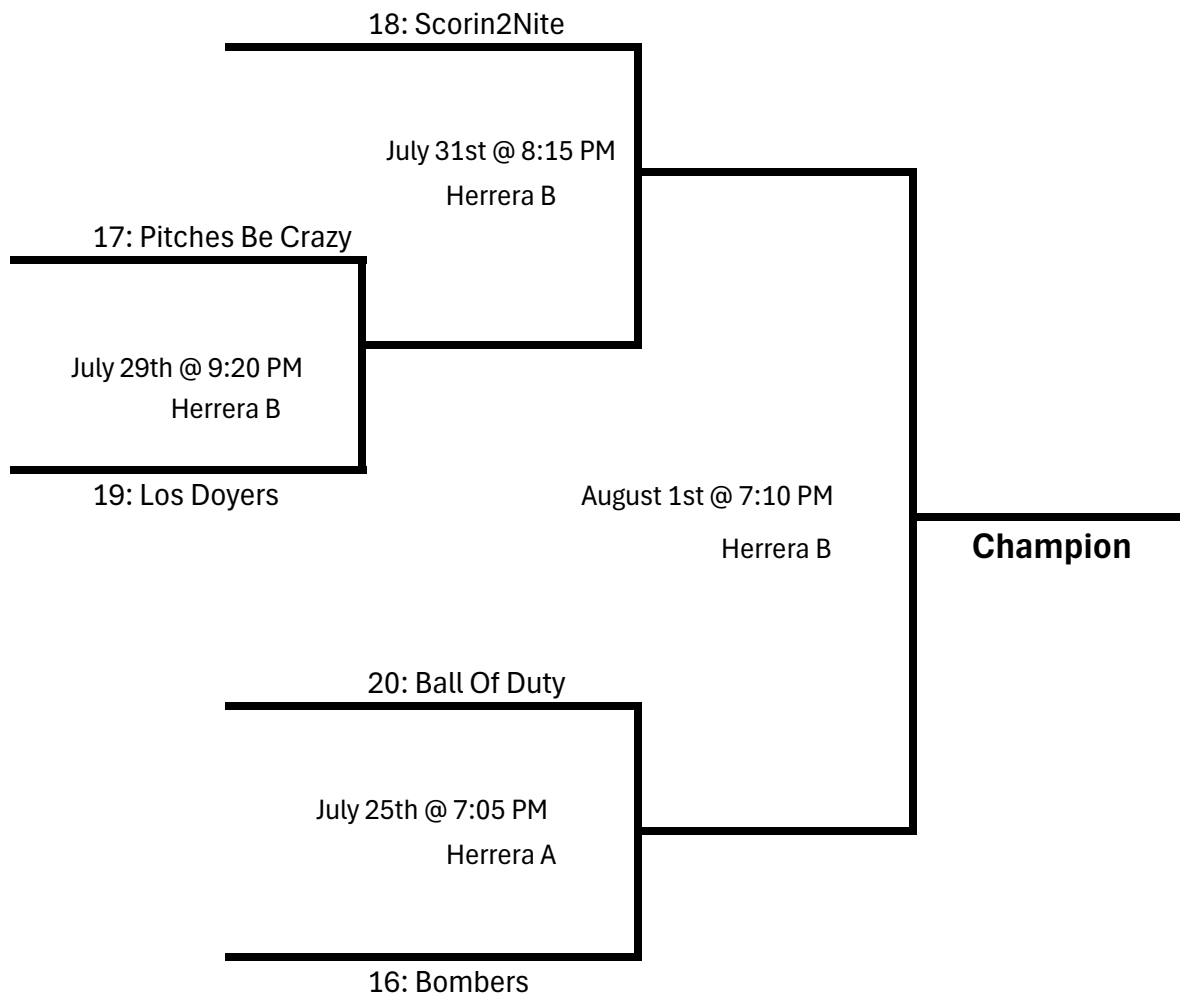 18: Scorin2Nite
July 31st @ 8:15 PM
Herrera B
17: Pitches Be Crazy
July 29th @ 9:20 PM
Herrera B
19: Los Doyers
August 1st @ 7:10 PM
Herrera B
Champion
20: Ball Of Duty
July 25th @ 7:05 PM
Herrera A
16: Bombers